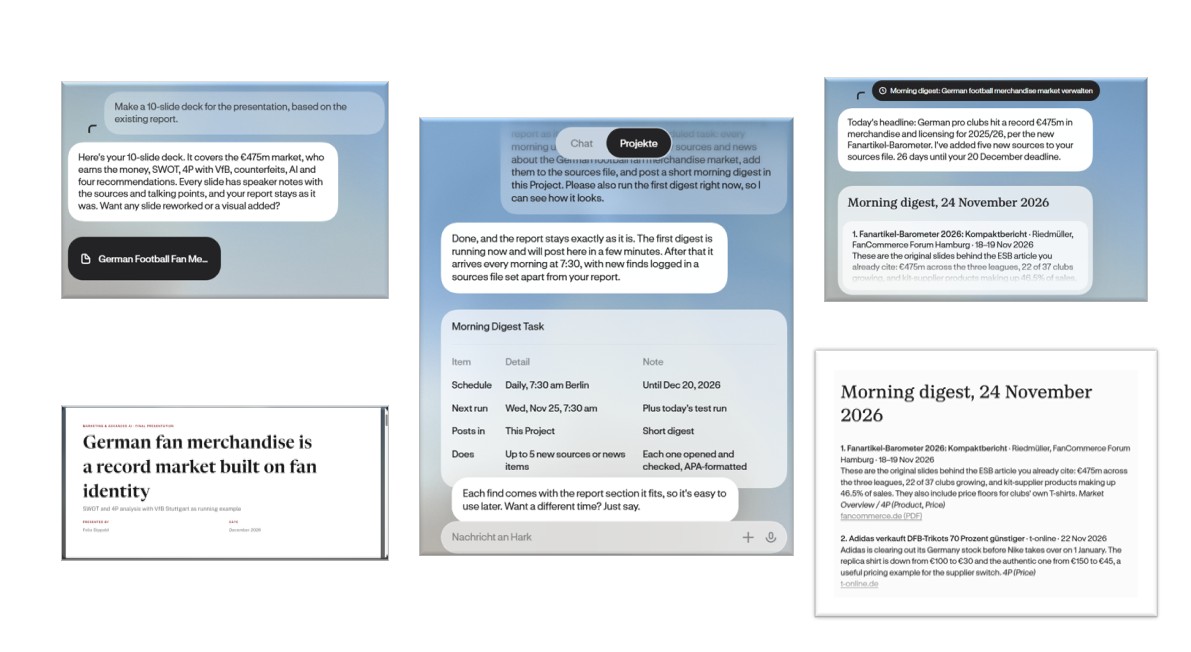 Make a 10-slide deck for the presentation, based on the
existing report.
Here's your 10-slide deck. It covers the €475m market, who
earns the money, SWOT, 4P with VfB, counterfeits, AI and
four recommendations. Every slide has speaker notes with
the sources and talking points, and your report stays as it
was. Want any slide reworked or a visual added?
German Football Fan Me...
MARKETING & ADVANCED AI · FINAL PRESENTATION
German fan merchandise is
a record market built on fan
identity
SWOT and 4P analysis with VfB Stuttgart as running example
PRESENTED BY
DATE
December 2026
Chat
Projekte
about the German football fan merchandise market, add
them to the sources file, and post a short morning digest in
this Project. Please also run the first digest right now, so I
can see how it looks.
Done, and the report stays exactly as it is. The first digest is
running now and will post here in a few minutes. After that it
arrives every morning at 7:30, with new finds logged in a
sources file set apart from your report.
Morning Digest Task
Item Detail Note
Schedule Daily, 7:30 am Berlin Until Dec 20, 2026
Next run Wed, Nov 25, 7:30 am Plus today's test run
Posts in This Project Short digest
Does Up to 5 new sources or news Each one opened and
items checked, APA-formatted
Each find comes with the report section it fits, so it's easy to
use later. Want a different time? Just say.
Nachricht an Hark
Morning digest: German football merchandise market verwalten
Today's headline: German pro clubs hit a record €475m in
merchandise and licensing for 2025/26, per the new
Fanartikel-Barometer. I've added five new sources to your
sources file. 26 days until your 20 December deadline.
Morning digest, 24 November 2026
1. Fanartikel-Barometer 2026: Kompaktbericht · Riedmüller,
FanCommerce Forum Hamburg · 18–19 Nov 2026
These are the original slides behind the ESB article you
already cite: €475m across the three leagues, 22 of 37 clubs
growing, and kit-supplier products making up 46.5% of sales.
Morning digest, 24 November
2026
1. Fanartikel-Barometer 2026: Kompaktbericht · Riedmüller, FanCommerce Forum
Hamburg · 18–19 Nov 2026
These are the original slides behind the ESB article you already cite: €475m across
the three leagues, 22 of 37 clubs growing, and kit-supplier products making up
46.5% of sales. They also include price floors for clubs' own T-shirts. Market
Overview / 4P (Product, Price)
fancommerce.de (PDF)
2. Adidas verkauft DFB-Trikots 70 Prozent günstiger · t-online · 22 Nov 2026
Adidas is clearing out its Germany stock before Nike takes over on 1 January. The
replica shirt is down from €100 to €30 and the authentic one from €150 to €45, a
useful pricing example for the supplier switch. 4P (Price)
t-online.de